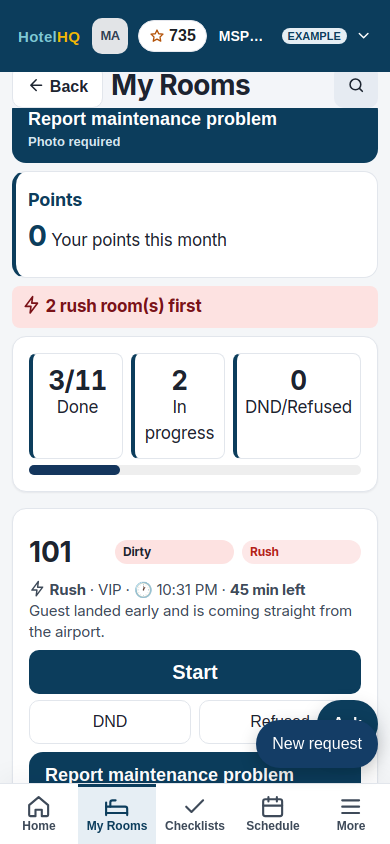 HotelHQ
MA
735
MSP...
EXAMPLE
Back
My Rooms
Report maintenance problem
Photo required
Points
0 Your points this month
2 rush room(s) first
3/11
Done
2
In
progress
0
DND/Refused
101
Dirty
Rush
Rush · VIP · 🕙 10:31 PM · 45 min left
Guest landed early and is coming straight from
the airport.
Start
DND
Refused
New request
Report maintenance problem
Home
My Rooms
Checklists
Schedule
More